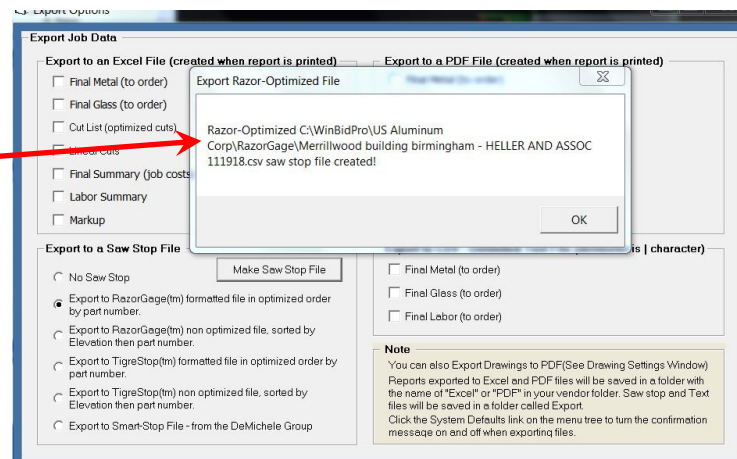 Export Options
Export Job Data
Export to an Excel File (created when report is printed)
Final Metal (to order)
Final Glass (to order)
Cut List (optimized cuts)
Lineal Cuts
Final Summary (job costs
Labor Summary
Markup
Export to a PDF File (created when report is printed)
Final Metal (to order)
Export Razor-Optimized File
Razor-Optimized C:\WinBidPro\US Aluminum
Corp\RazorGage\Merrillwood building birmingham - HELLER AND ASSOC
111918.csv saw stop file created!
OK
Export to a Saw Stop File
No Saw Stop
Make Saw Stop File
Export to RazorGage(tm) formatted file in optimized order
by part number.
Export to RazorGage(tm) non optimized file, sorted by
Elevation then part number.
Export to TigreStop(tm) formatted file in optimized order by
part number.
Export to TigreStop(tm) non optimized file, sorted by
Elevation then part number.
Export to Smart-Stop File - from the DeMichele Group
is | character)
Final Metal (to order)
Final Glass (to order)
Final Labor (to order)
Note
You can also Export Drawings to PDF(See Drawing Settings Window)
Reports exported to Excel and PDF files will be saved in a folder with
the name of "Excel" or "PDF" in your vendor folder. Saw stop and Text
files will be saved in a folder called Export.
Click the System Defaults link on the menu tree to turn the confirmation
message on and off when exporting files.